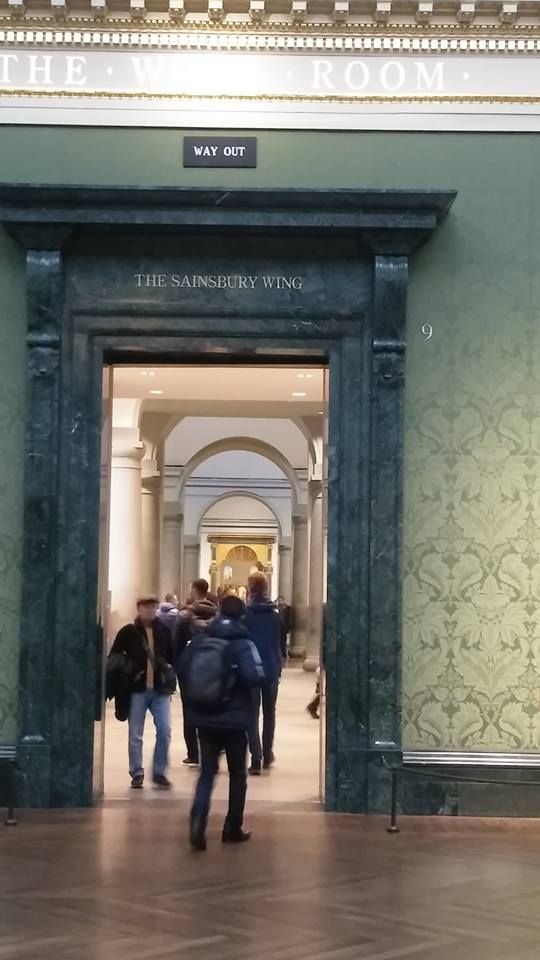 THE · W · ROOM ·
WAY OUT
THE SAINSBURY WING
9